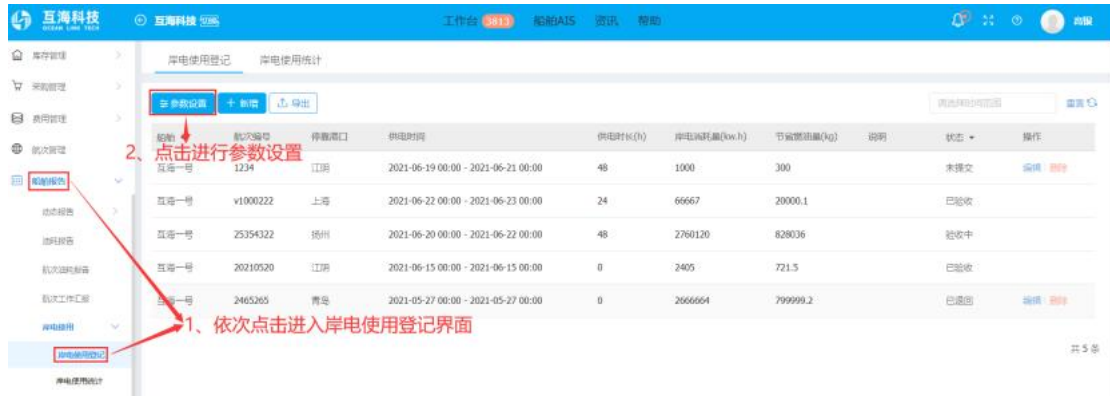 互海科技
OCEAN LINK TECH
互海科技
工作台 3813 船舶AIS 资讯 帮助
库存管理
采购管理
费用管理
航次管理
船舶报告
动态报告
油耗报告
航次油耗报告
航次工作汇报
岸电使用
岸电使用登记
岸电使用统计
岸电使用登记 岸电使用统计
参数设置 + 新增 导出
请选择时间范围 重置
船舶 航次编号 停靠港口 供电时间 供电时长(h) 岸电消耗量(kw.h) 节省燃油量(kg) 说明 状态 操作
2、点击进行参数设置
互海一号 1234 江阴 2021-06-19 00:00 - 2021-06-21 00:00 48 1000 300 未提交 编辑 删除
互海一号 v1000222 上海 2021-06-22 00:00 - 2021-06-23 00:00 24 66667 20000.1 已验收
互海一号 25354322 扬州 2021-06-20 00:00 - 2021-06-22 00:00 48 2760120 828036 验收中
互海一号 20210520 江阴 2021-06-15 00:00 - 2021-06-15 00:00 0 2405 721.5 已验收
互海一号 2465265 青岛 2021-05-27 00:00 - 2021-05-27 00:00 0 2666664 799999.2 已退回 编辑 删除
1、依次点击进入岸电使用登记界面
共 5 条